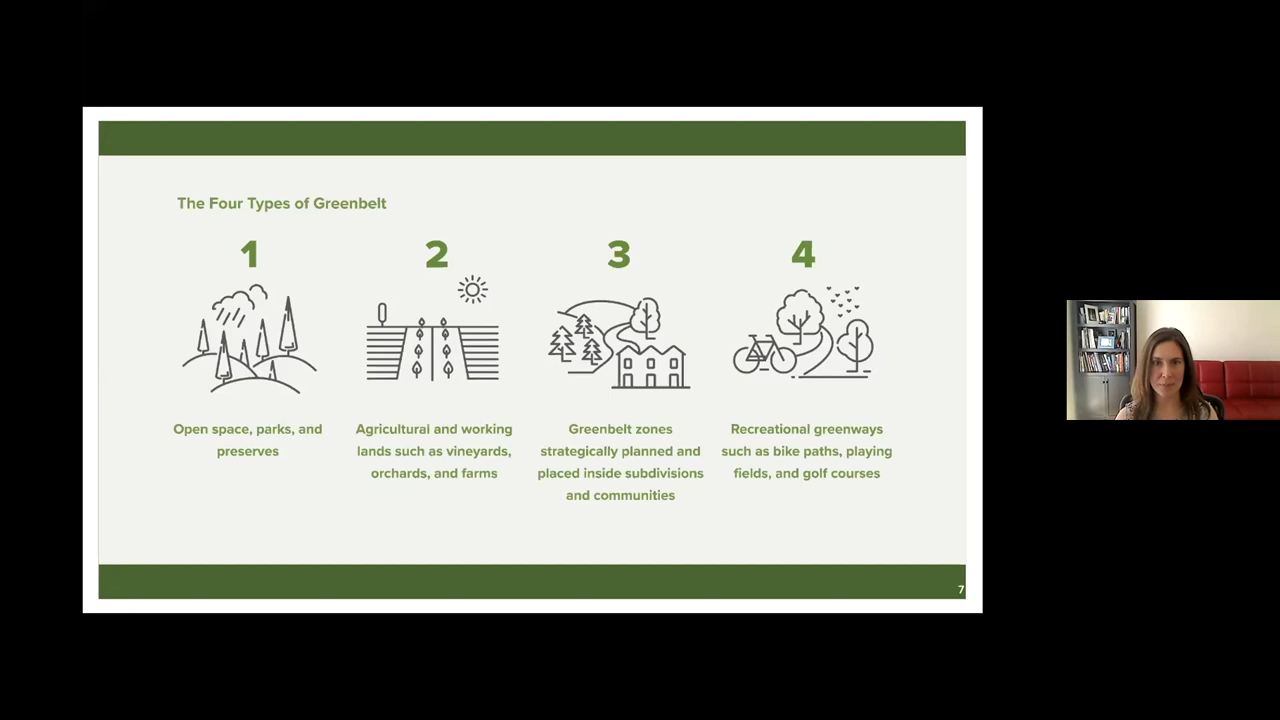 The Four Types of Greenbelt
1
2
3
4
Open space, parks, and
preserves
Agricultural and working
lands such as vineyards,
orchards, and farms
Greenbelt zones
strategically planned and
placed inside subdivisions
and communities
Recreational greenways
such as bike paths, playing
fields, and golf courses
7